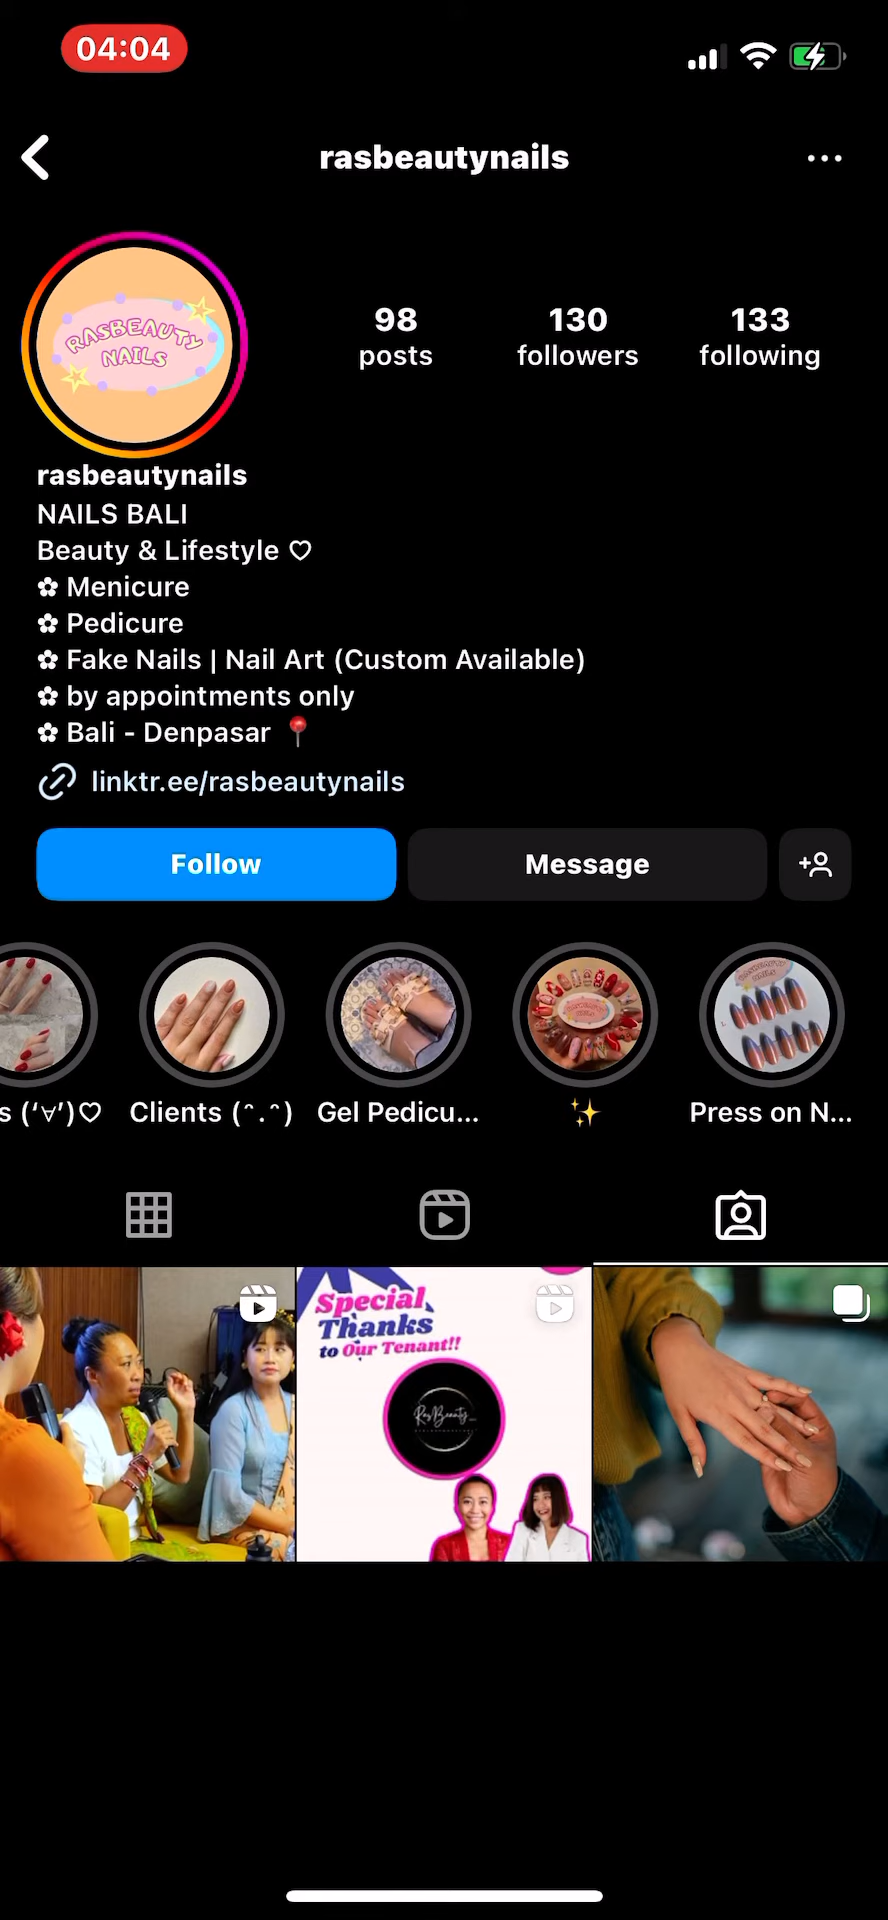 04:04
rasbeautynails
RASBEAUTY
NAILS
98
posts
130
followers
133
following
rasbeautynails
NAILS BALI
Beauty & Lifestyle ♡
✿ Menicure
✿ Pedicure
✿ Fake Nails | Nail Art (Custom Available)
✿ by appointments only
✿ Bali - Denpasar 📍
linktr.ee/rasbeautynails
Follow
Message
s (‘∀’)♡
Clients (ᵔ.ᵔ)
Gel Pedicu...
✨
Press on N...
Special
Thanks
to Our Tenant!!
RasBeauty